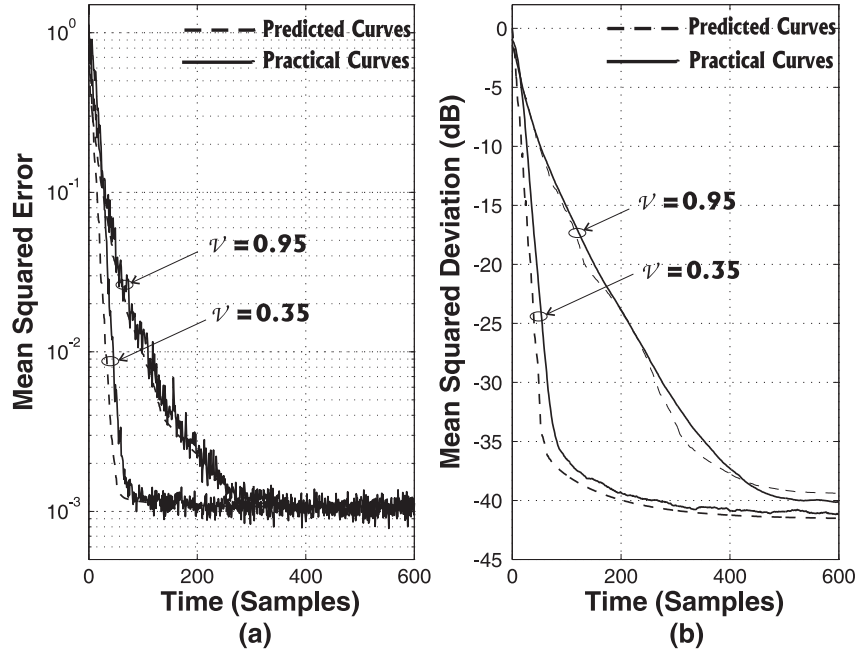 Predicted Curves
Practical Curves
10⁰
10⁻¹
10⁻²
10⁻³
Mean Squared Error
𝒱 = 0.95
𝒱 = 0.35
0
200
400
600
Time (Samples)
(a)
Predicted Curves
Practical Curves
0
-5
-10
-15
-20
-25
-30
-35
-40
-45
Mean Squared Deviation (dB)
𝒱 = 0.95
𝒱 = 0.35
0
200
400
600
Time (Samples)
(b)